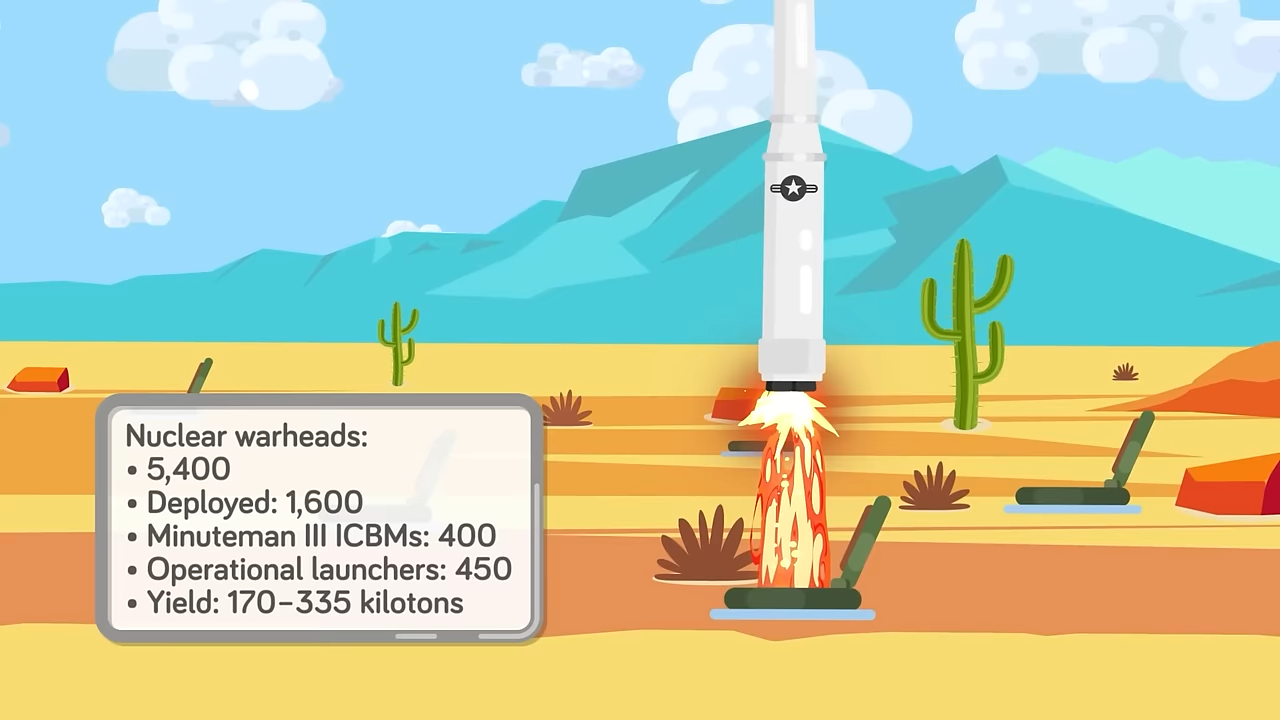 Nuclear warheads:
• 5,400
• Deployed: 1,600
• Minuteman III ICBMs: 400
• Operational launchers: 450
• Yield: 170–335 kilotons